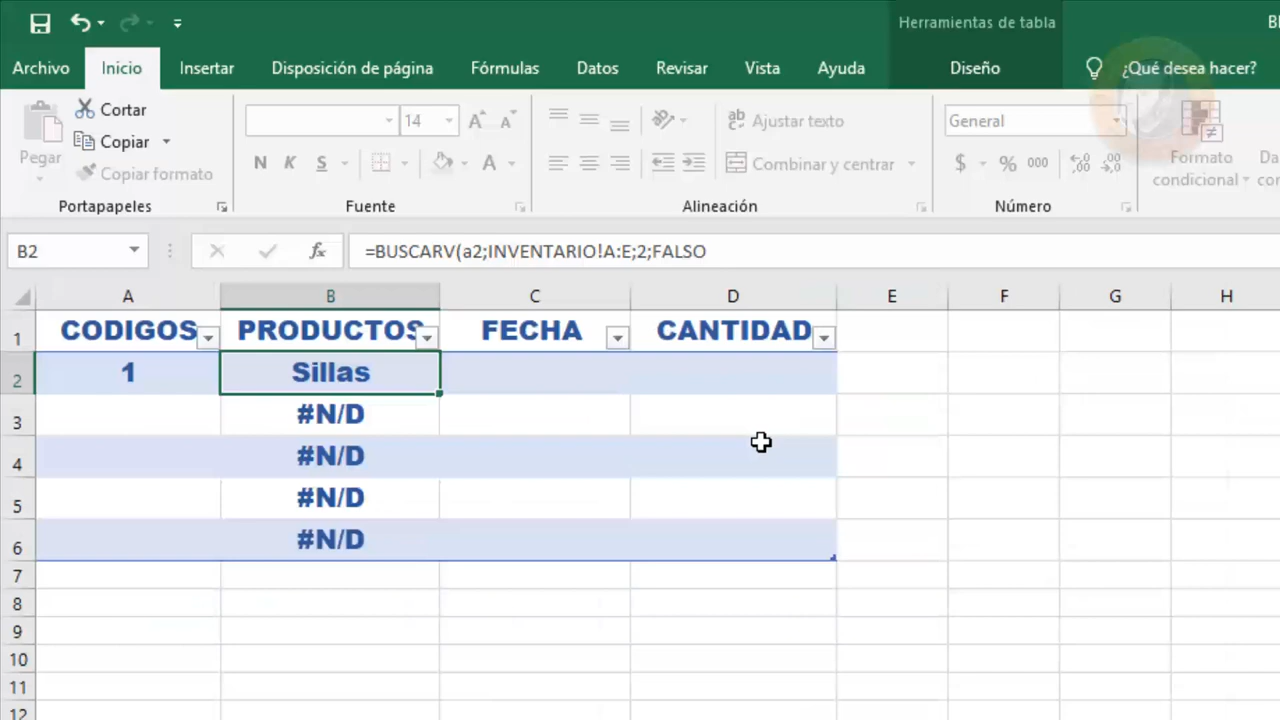 Herramientas de tabla
Archivo Inicio Insertar Disposición de página Fórmulas Datos Revisar Vista Ayuda Diseño ¿Qué desea hacer?
Pegar
Cortar
Copiar
Copiar formato
Portapapeles
14
N K S
Fuente
Ajustar texto
Combinar y centrar
Alineación
General
$ % 000
Número
Formato
condicional
B2 fx =BUSCARV(a2;INVENTARIO!A:E;2;FALSO
A B C D E F G H
1 CODIGOS PRODUCTOS FECHA CANTIDAD
2 1 Sillas
3 #N/D
4 #N/D
5 #N/D
6 #N/D
7
8
9
10
11
12